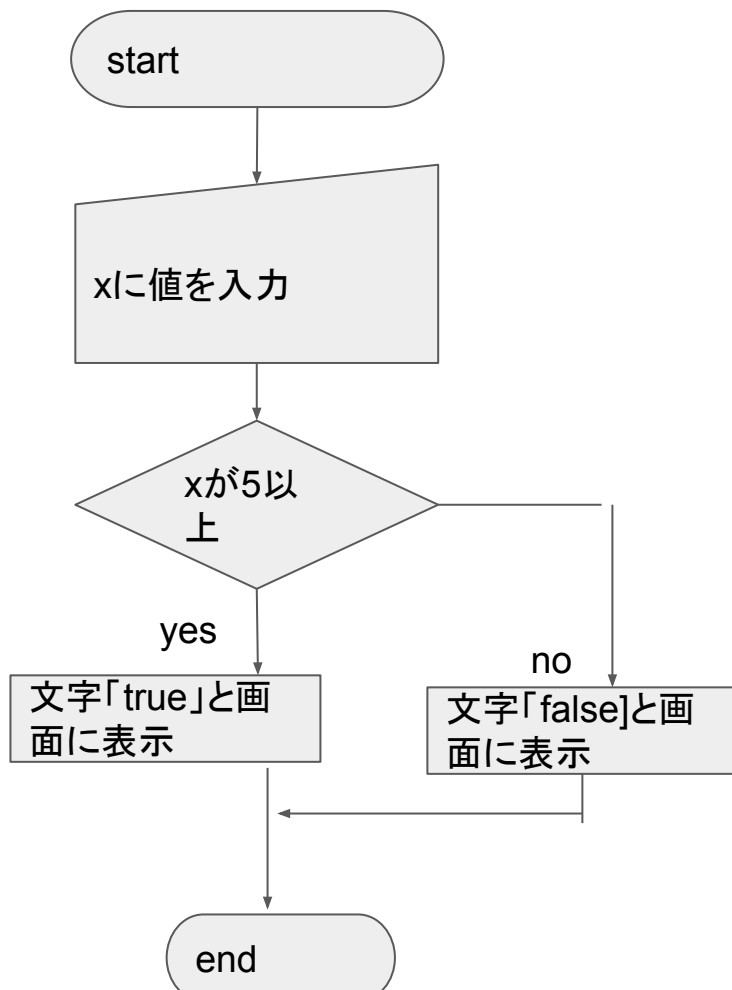 start
xに値を入力
xが5以
上
yes
no
文字「true」と画
面に表示
文字「false]と画
面に表示
end